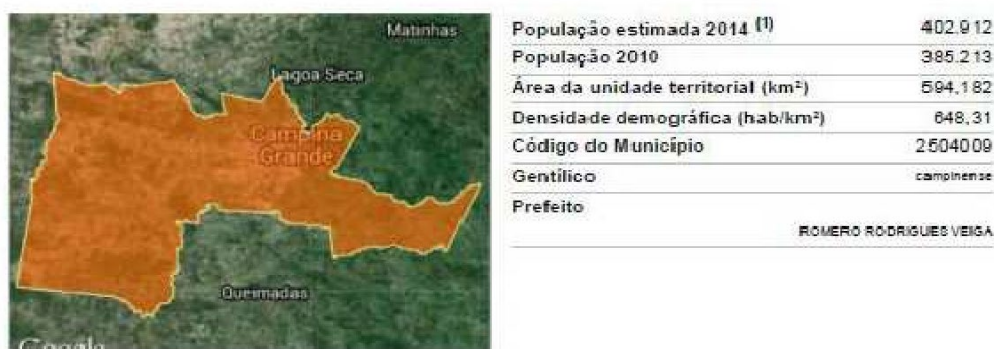 Matinhas
Lagoa Seca
Campina
Grande
Queimadas
Google
População estimada 2014 (1) 402.912
População 2010 385.213
Área da unidade territorial (km²) 594,182
Densidade demográfica (hab/km²) 648,31
Código do Município 2504009
Gentílico campinense
Prefeito
ROMERO RODRIGUES VEIGA